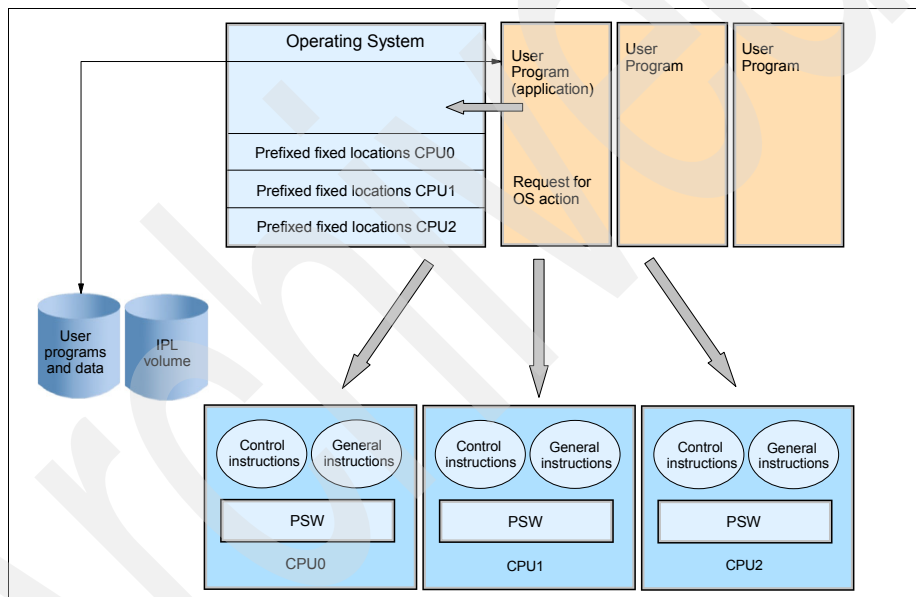 Operating System
User
Program
(application)
User
Program
User
Program
Prefixed fixed locations CPU0
Prefixed fixed locations CPU1
Prefixed fixed locations CPU2
Request for
OS action
User
programs
and data
IPL
volume
Control
instructions
General
instructions
Control
instructions
General
instructions
Control
instructions
General
instructions
PSW
PSW
PSW
CPU0
CPU1
CPU2